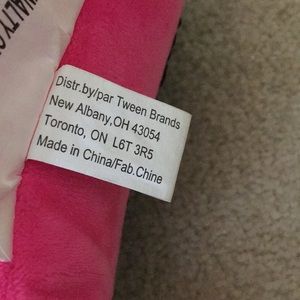 Distr.by/par Tween Brands
New Albany,OH 43054
Toronto, ON L6T 3R5
Made in China/Fab.Chine